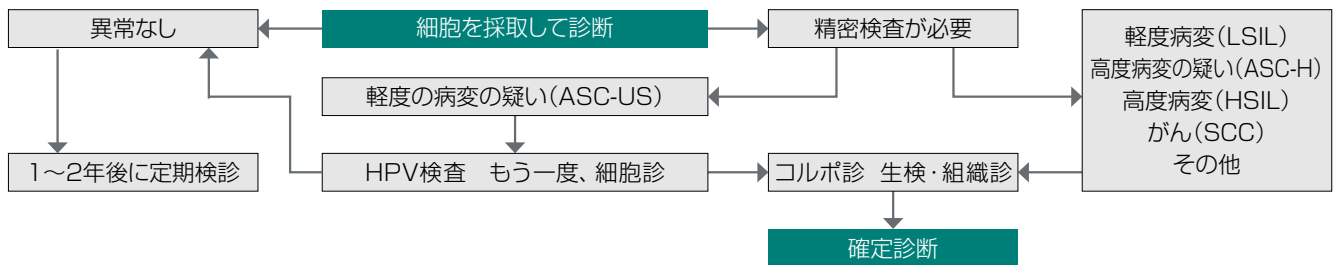 異常なし
細胞を採取して診断
精密検査が必要
軽度病変(LSIL)
高度病変の疑い(ASC-H)
高度病変(HSIL)
がん(SCC)
その他
軽度の病変の疑い(ASC-US)
1〜2年後に定期検診
HPV検査 もう一度、細胞診
コルポ診 生検・組織診
確定診断